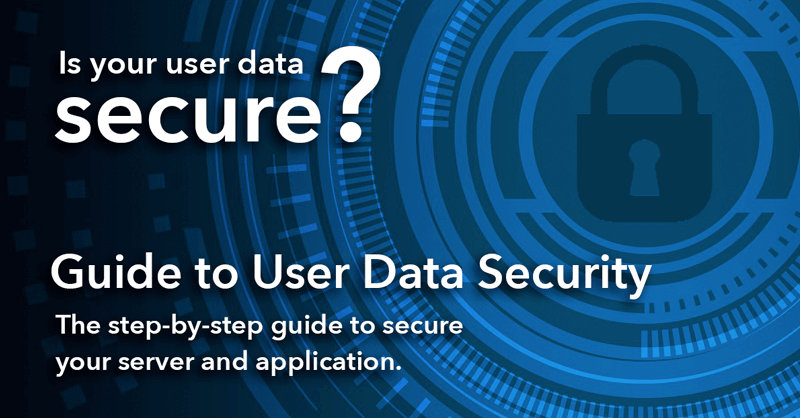 Is your user data
secure?
Guide to User Data Security
The step-by-step guide to secure
your server and application.